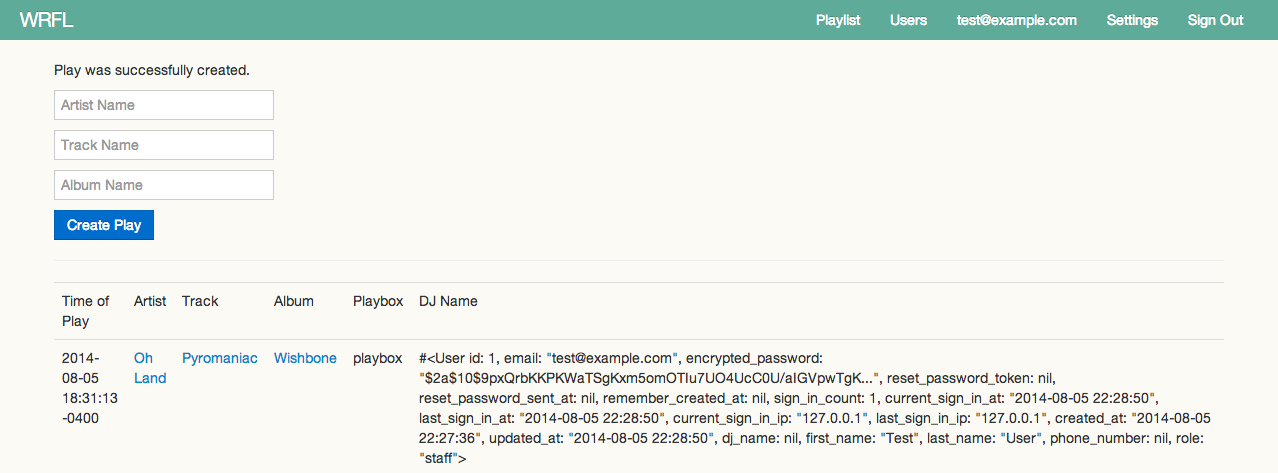 WRFL Playlist Users test@example.com Settings Sign Out
Play was successfully created.
Artist Name
Track Name
Album Name
Create Play
Time of Play Artist Track Album Playbox DJ Name
2014-08-05 18:31:13 -0400 Oh Land Pyromaniac Wishbone playbox #<User id: 1, email: "test@example.com", encrypted_password:
"$2a$10$9pxQrbKKPKWaTSgKxm5omOTIu7UO4UcC0U/aIGVpwTgK...", reset_password_token: nil,
reset_password_sent_at: nil, remember_created_at: nil, sign_in_count: 1, current_sign_in_at: "2014-08-05 22:28:50",
last_sign_in_at: "2014-08-05 22:28:50", current_sign_in_ip: "127.0.0.1", last_sign_in_ip: "127.0.0.1", created_at: "2014-08-05
22:27:36", updated_at: "2014-08-05 22:28:50", dj_name: nil, first_name: "Test", last_name: "User", phone_number: nil, role:
"staff">